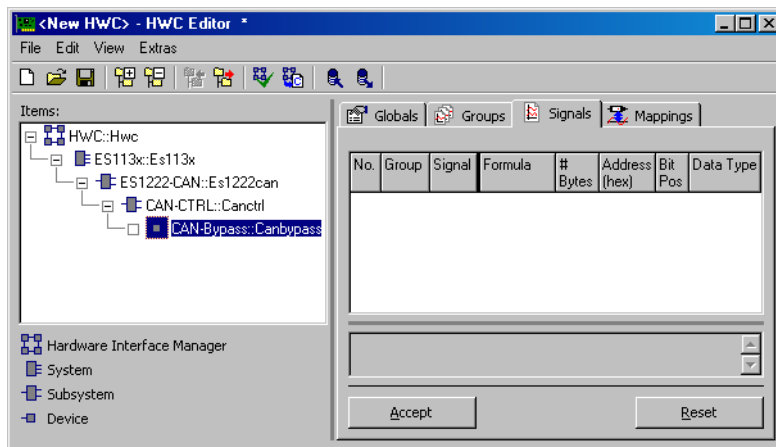 <New HWC> - HWC Editor *
File Edit View Extras
Items:
HWC::Hwc
ES113x::Es113x
ES1222-CAN::Es1222can
CAN-CTRL::Canctrl
CAN-Bypass::Canbypass
Hardware Interface Manager
System
Subsystem
Device
Globals Groups Signals Mappings
No. Group Signal Formula # Bytes Address (hex) Bit Pos Data Type
Accept Reset